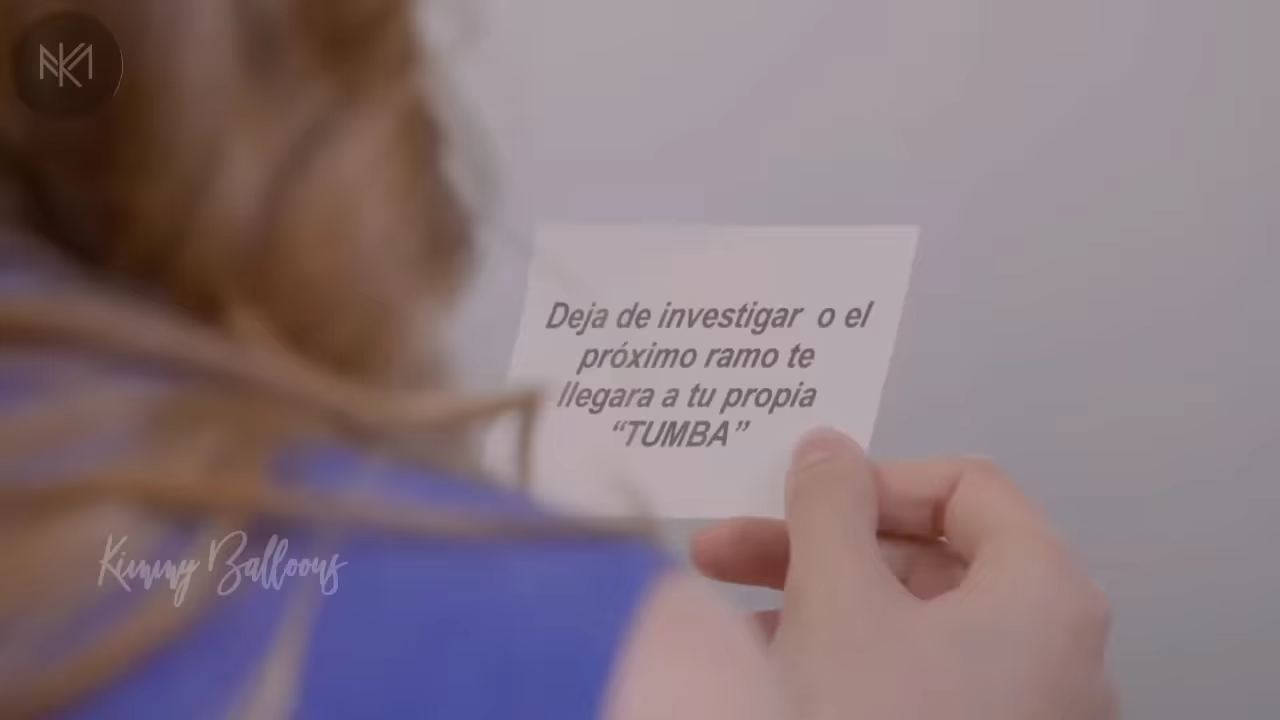 Deja de investigar o el
próximo ramo te
llegara a tu propia
“TUMBA”
Kimmy Balloons